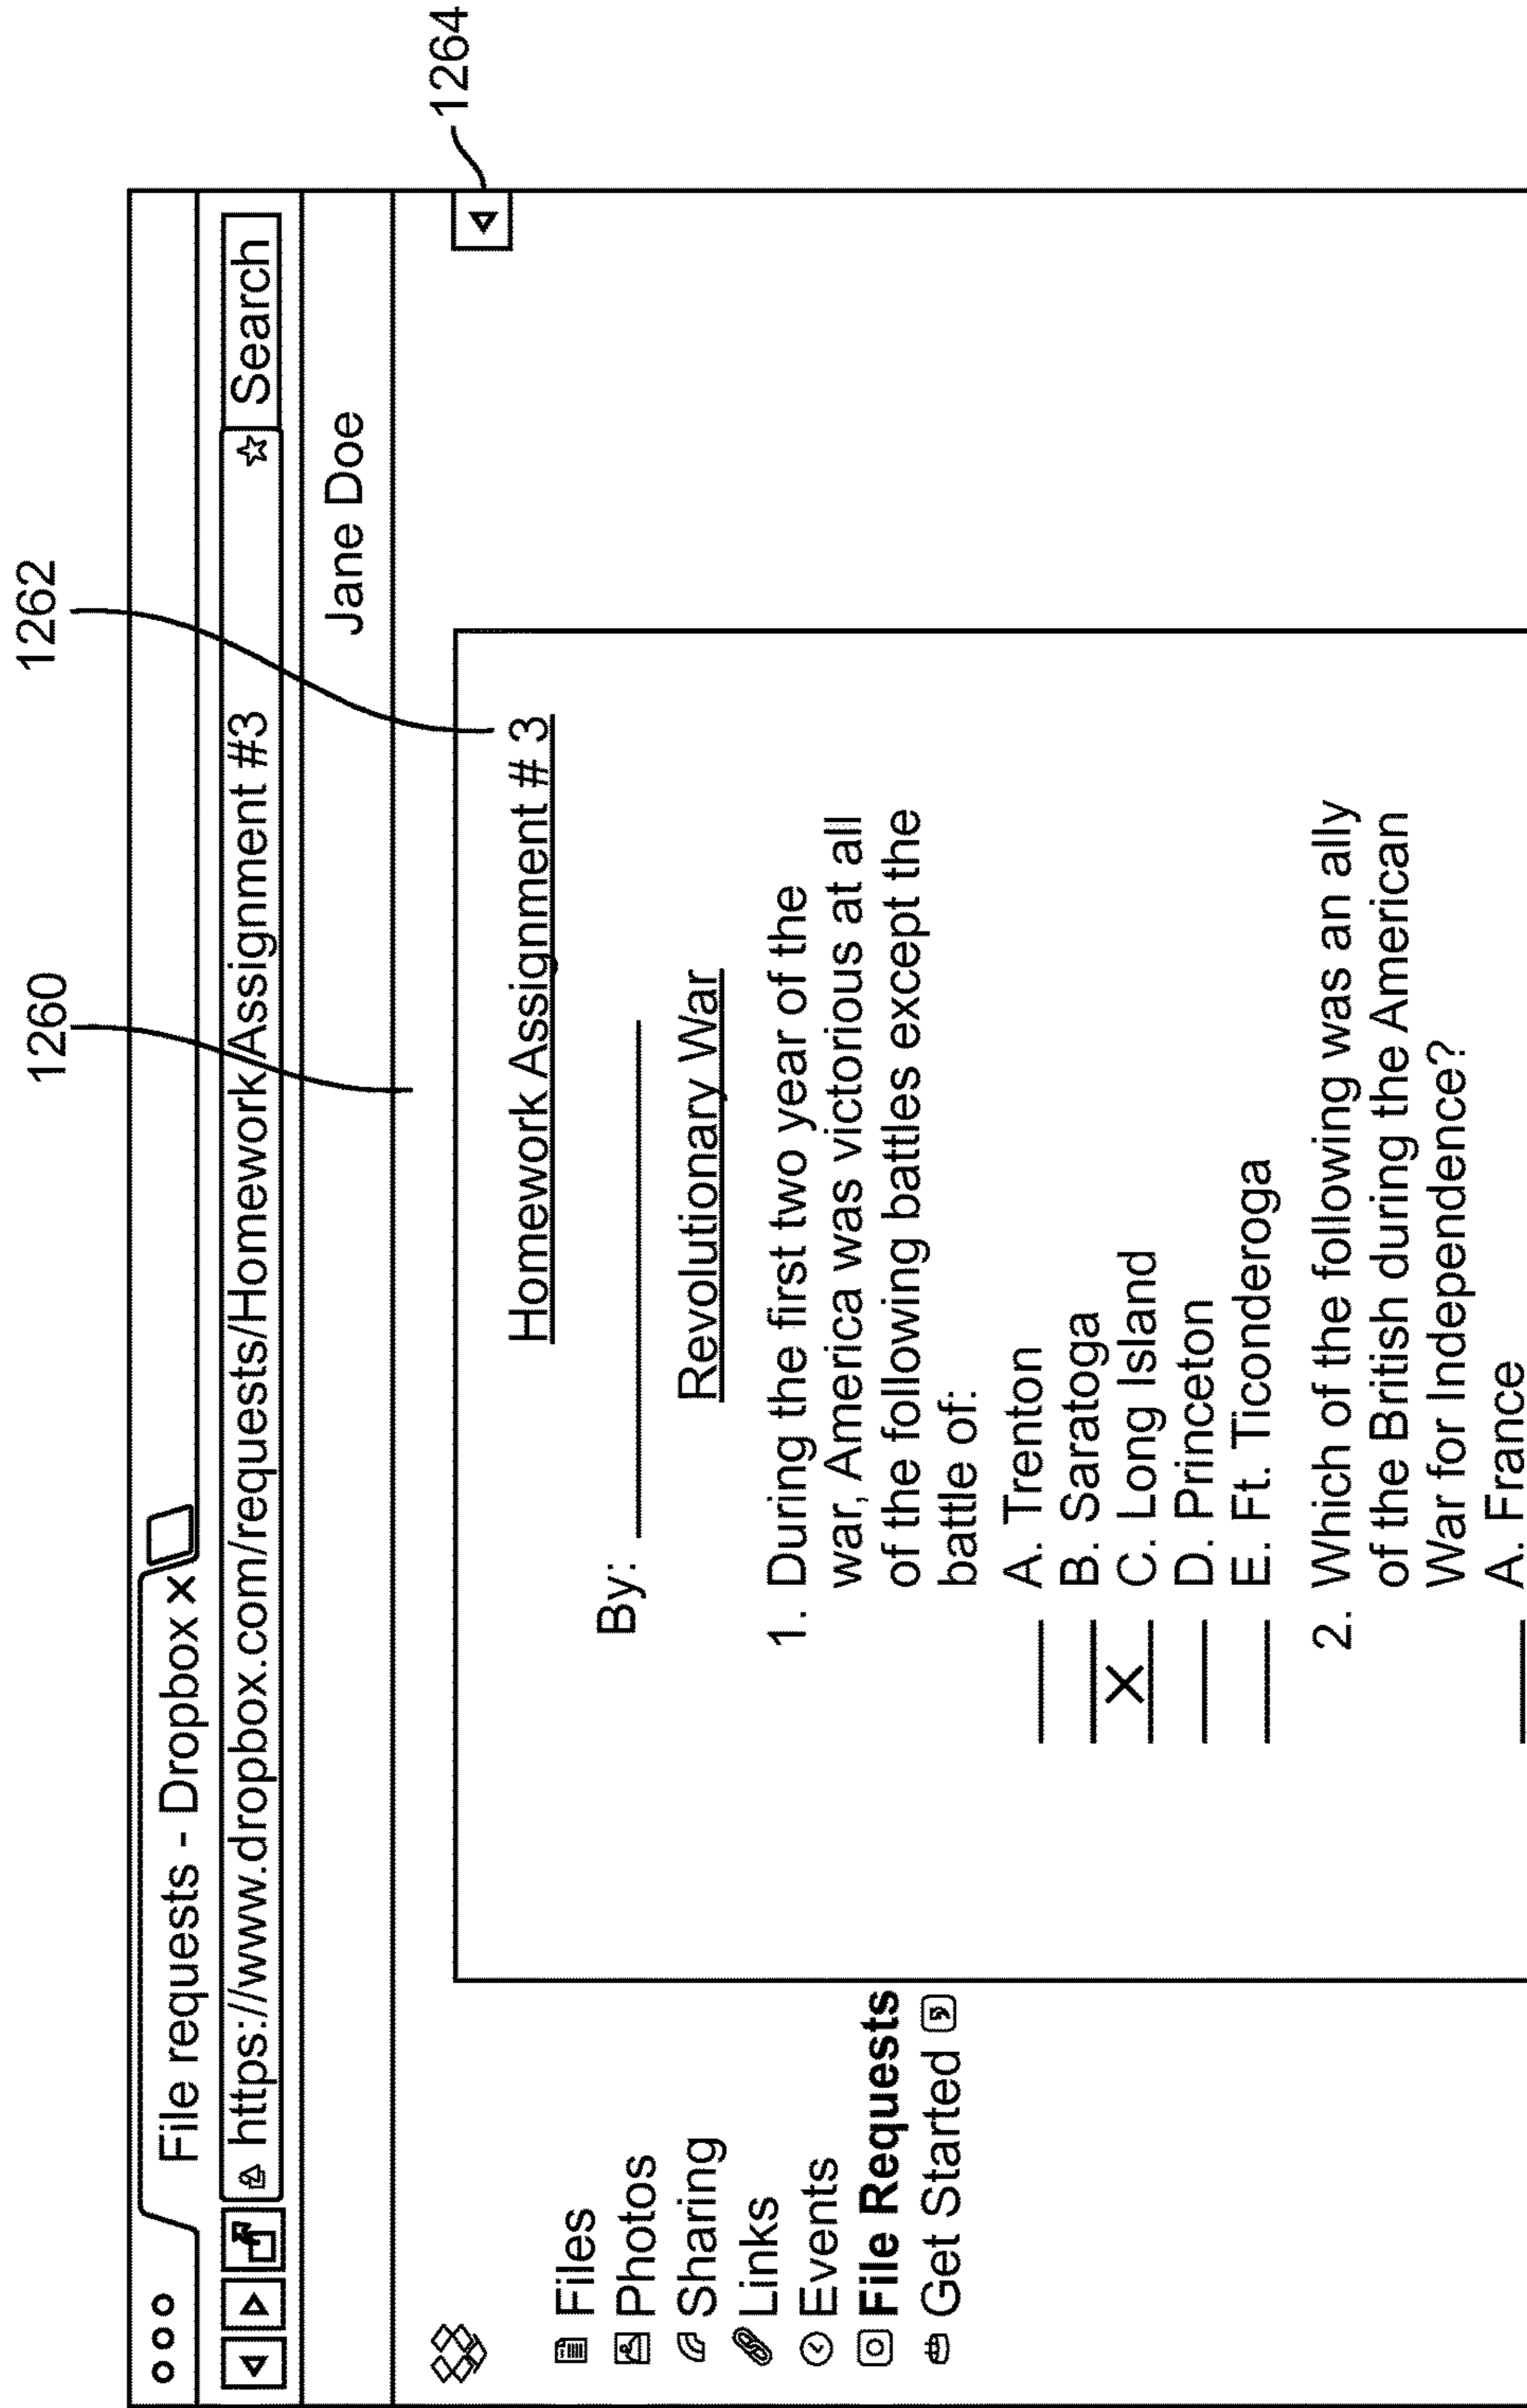 1260
1262
1264
File requests - Dropbox X
https://www.dropbox.com/requests/Homework/Assignment #3
Search
Jane Doe
Files
Photos
Sharing
Links
Events
File Requests
Get Started
Homework Assignment # 3
By:
Revolutionary War
1. During the first two year of the
war, America was victorious at all
of the following battles except the
battle of:
A. Trenton
B. Saratoga
X C. Long Island
D. Princeton
E. Ft. Ticonderoga
2. Which of the following was an ally
of the British during the American
War for Independence?
A. France